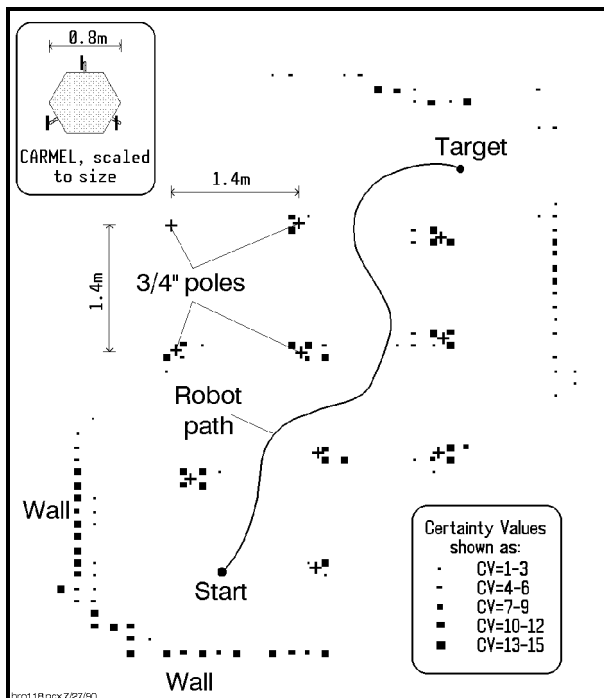 0.8m
CARMEL, scaled
to size
Target
1.4m
1.4m
3/4" poles
Robot
path
Wall
Start
Wall
Certainty Values
shown as:
CV=1-3
CV=4-6
CV=7-9
CV=10-12
CV=13-15